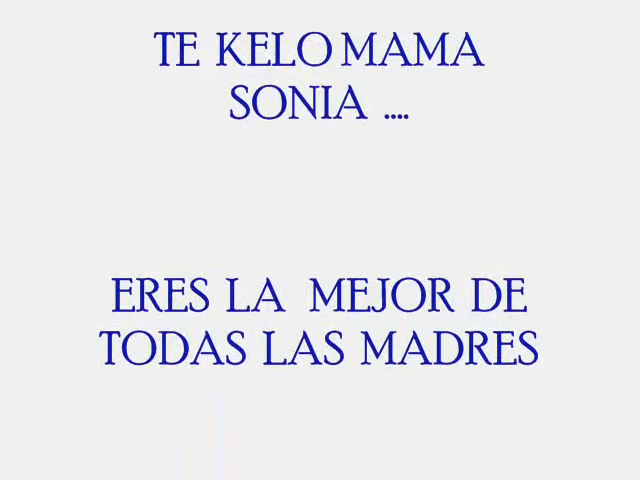 TE KELO MAMA
SONIA ....
ERES LA MEJOR DE
TODAS LAS MADRES